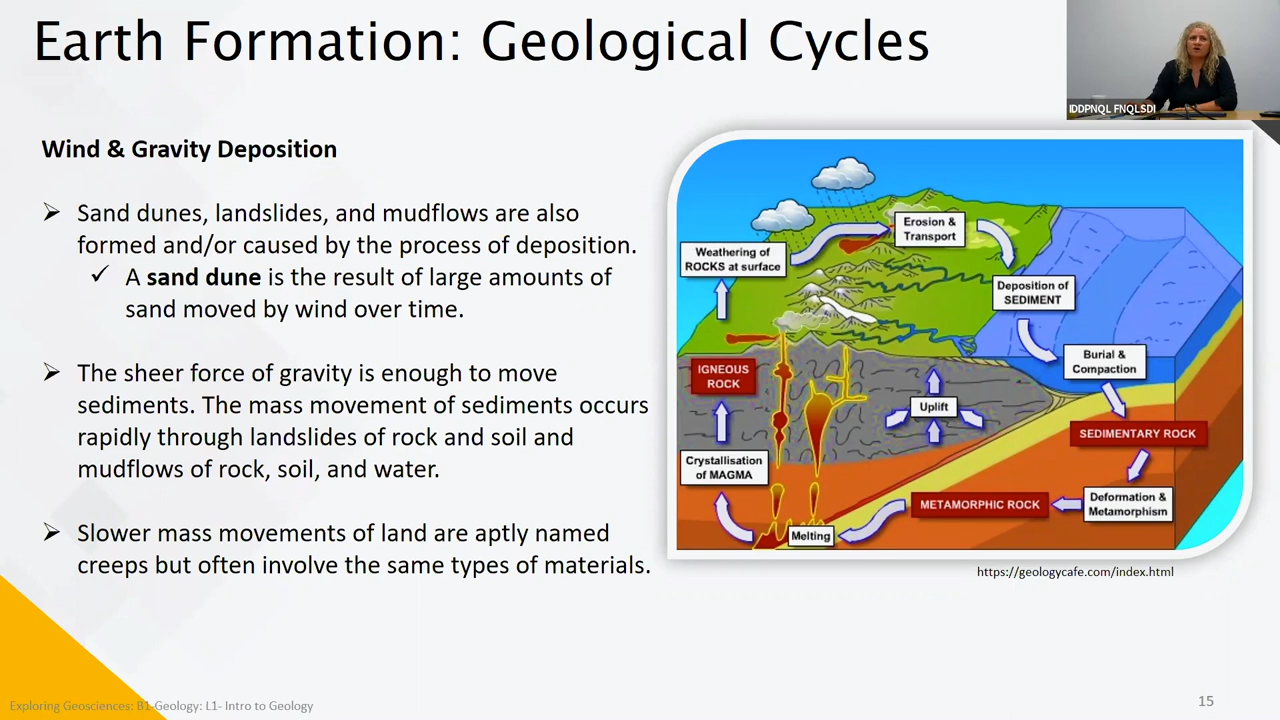 Earth Formation: Geological Cycles
IDDPNQL FNQLSDI
Wind & Gravity Deposition
➢ Sand dunes, landslides, and mudflows are also
formed and/or caused by the process of deposition.
✓ A sand dune is the result of large amounts of
sand moved by wind over time.
➢ The sheer force of gravity is enough to move
sediments. The mass movement of sediments occurs
rapidly through landslides of rock and soil and
mudflows of rock, soil, and water.
➢ Slower mass movements of land are aptly named
creeps but often involve the same types of materials.
Weathering of
ROCKS at surface
Erosion &
Transport
Deposition of
SEDIMENT
Burial &
Compaction
SEDIMENTARY ROCK
Deformation &
Metamorphism
METAMORPHIC ROCK
Melting
Crystallisation
of MAGMA
IGNEOUS
ROCK
Uplift
https://geologycafe.com/index.html
Exploring Geosciences: B1-Geology: L1- Intro to Geology
15